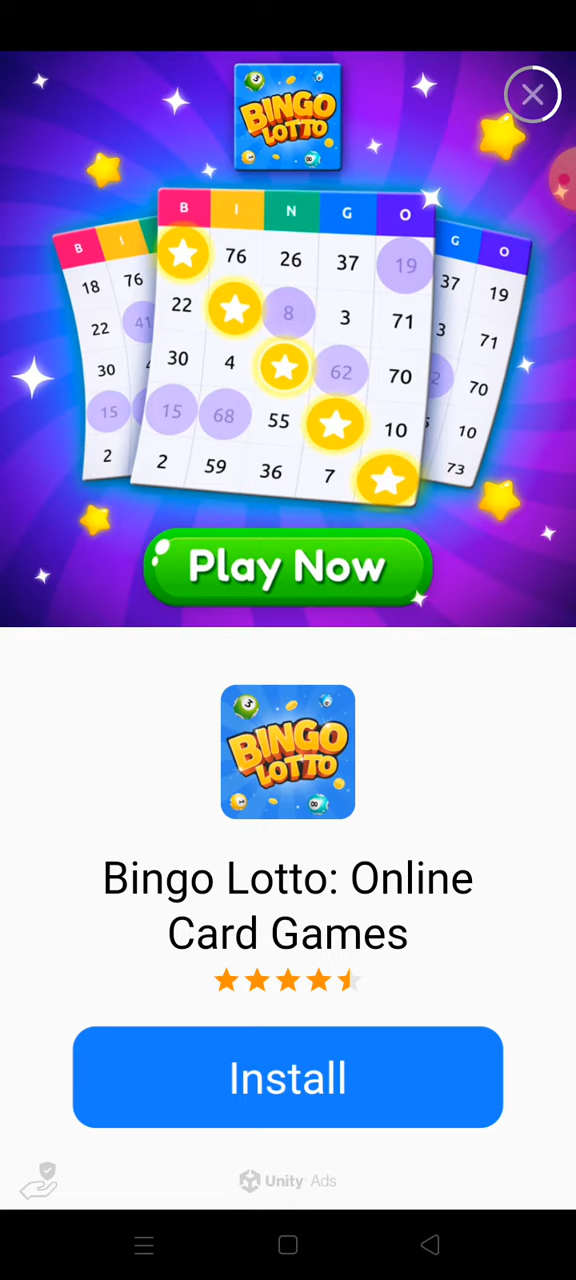 BINGO
LOTTO
B I N G O
76 26 37 19
22 8 3 71
30 4 62 70
15 68 55 10
2 59 36 7
B I
18 76
22 41
30
15
2
G O
37 19
3 71
2 70
10
73
Play Now
BINGO
LOTTO
Bingo Lotto: Online
Card Games
Install
Unity Ads